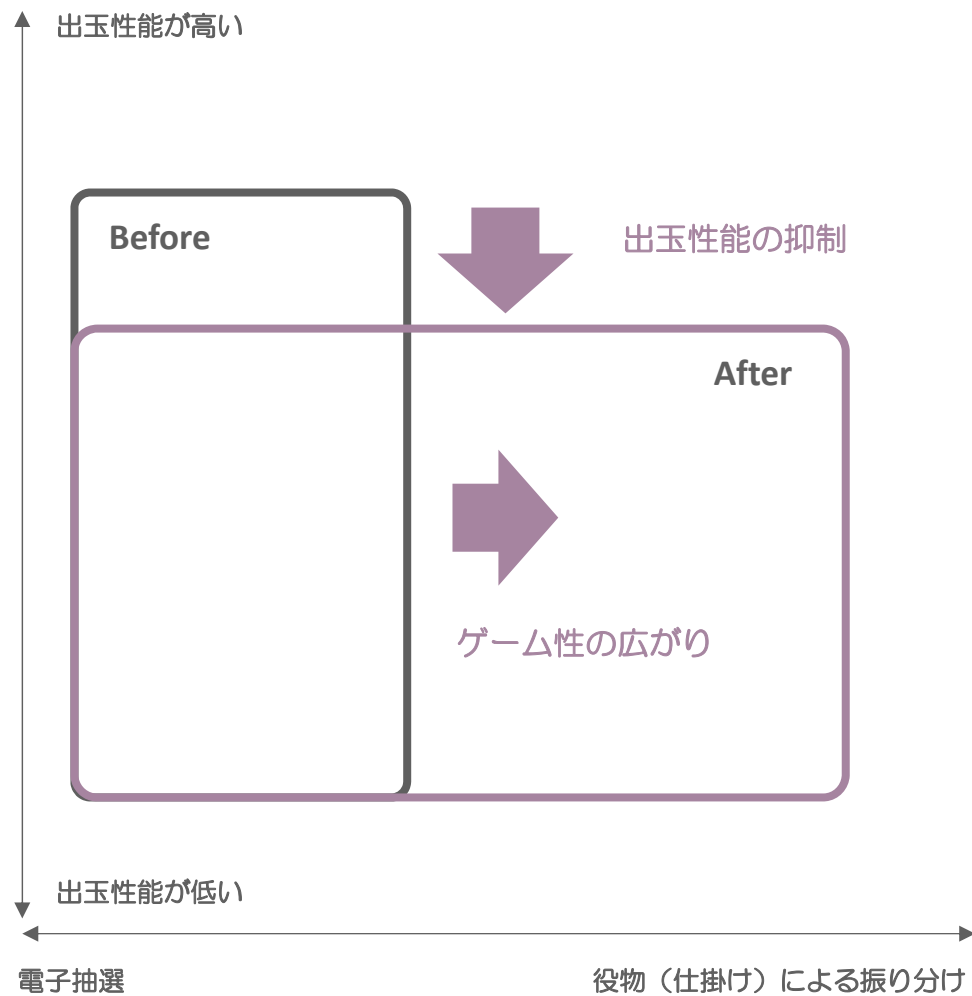 出玉性能が高い
Before
出玉性能の抑制
After
ゲーム性の広がり
出玉性能が低い
電子抽選
役物（仕掛け）による振り分け